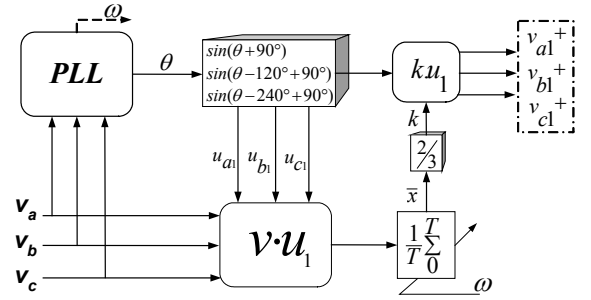 ω
PLL
θ
sin(θ+90°)
sin(θ−120°+90°)
sin(θ−240°+90°)
ku1
va1+
vb1+
vc1+
k
2/3
ua1 ub1 uc1
x̄
va
vb
vc
v·u1
1/T Σ T 0
ω